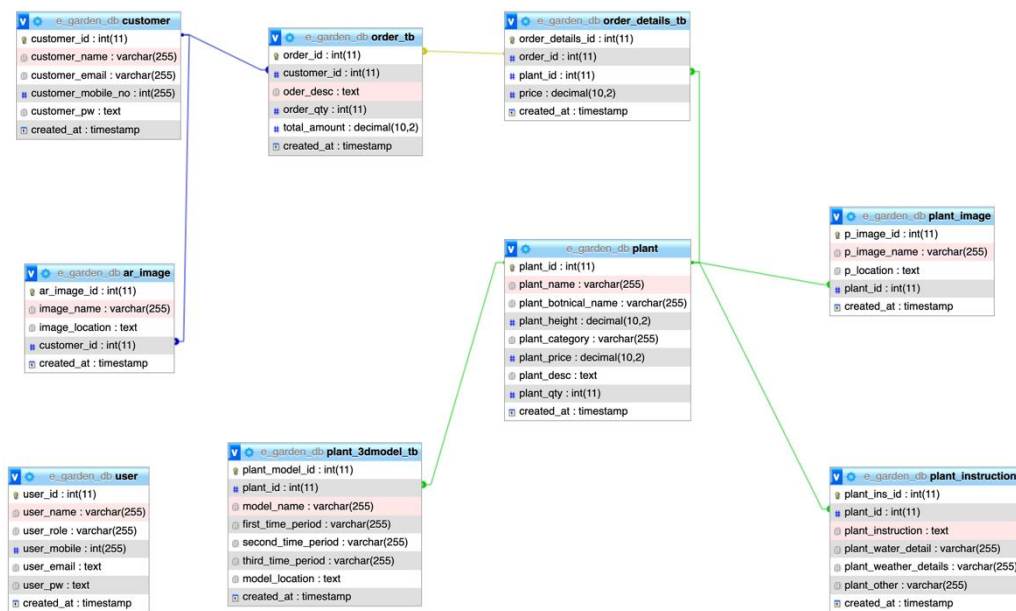 e_garden_db customer
customer_id : int(11)
customer_name : varchar(255)
customer_email : varchar(255)
customer_mobile_no : int(255)
customer_pw : text
created_at : timestamp
e_garden_db order_tb
order_id : int(11)
customer_id : int(11)
oder_desc : text
order_qty : int(11)
total_amount : decimal(10,2)
created_at : timestamp
e_garden_db order_details_tb
order_details_id : int(11)
order_id : int(11)
plant_id : int(11)
price : decimal(10,2)
created_at : timestamp
e_garden_db plant_image
p_image_id : int(11)
p_image_name : varchar(255)
p_location : text
plant_id : int(11)
created_at : timestamp
e_garden_db ar_image
ar_image_id : int(11)
image_name : varchar(255)
image_location : text
customer_id : int(11)
created_at : timestamp
e_garden_db plant
plant_id : int(11)
plant_name : varchar(255)
plant_botnical_name : varchar(255)
plant_height : decimal(10,2)
plant_category : varchar(255)
plant_price : decimal(10,2)
plant_desc : text
plant_qty : int(11)
created_at : timestamp
e_garden_db user
user_id : int(11)
user_name : varchar(255)
user_role : varchar(255)
user_mobile : int(255)
user_email : text
user_pw : text
created_at : timestamp
e_garden_db plant_3dmodel_tb
plant_model_id : int(11)
plant_id : int(11)
model_name : varchar(255)
first_time_period : varchar(255)
second_time_period : varchar(255)
third_time_period : varchar(255)
model_location : text
created_at : timestamp
e_garden_db plant_instruction
plant_ins_id : int(11)
plant_id : int(11)
plant_instruction : text
plant_water_detail : varchar(255)
plant_weather_details : varchar(255)
plant_other : varchar(255)
created_at : timestamp